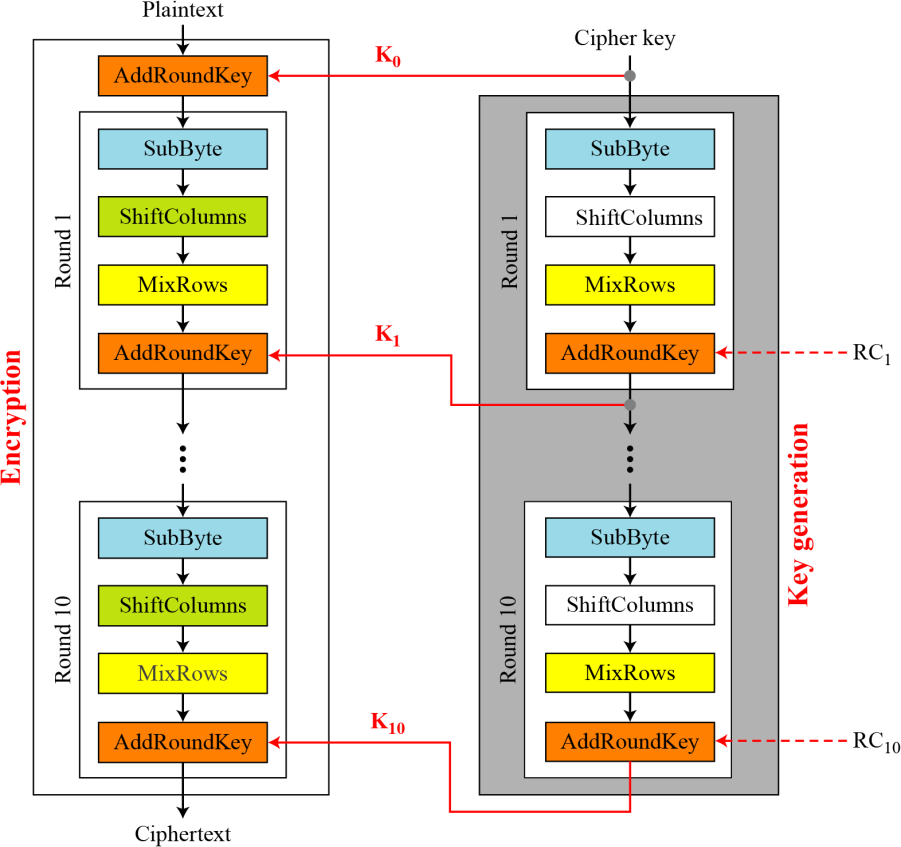 Plaintext
AddRoundKey
Round 1
SubByte
ShiftColumns
MixRows
AddRoundKey
Round 10
SubByte
ShiftColumns
MixRows
AddRoundKey
Ciphertext
Encryption
K0
K1
K10
Cipher key
Round 1
SubByte
ShiftColumns
MixRows
AddRoundKey
RC1
Round 10
SubByte
ShiftColumns
MixRows
AddRoundKey
RC10
Key generation